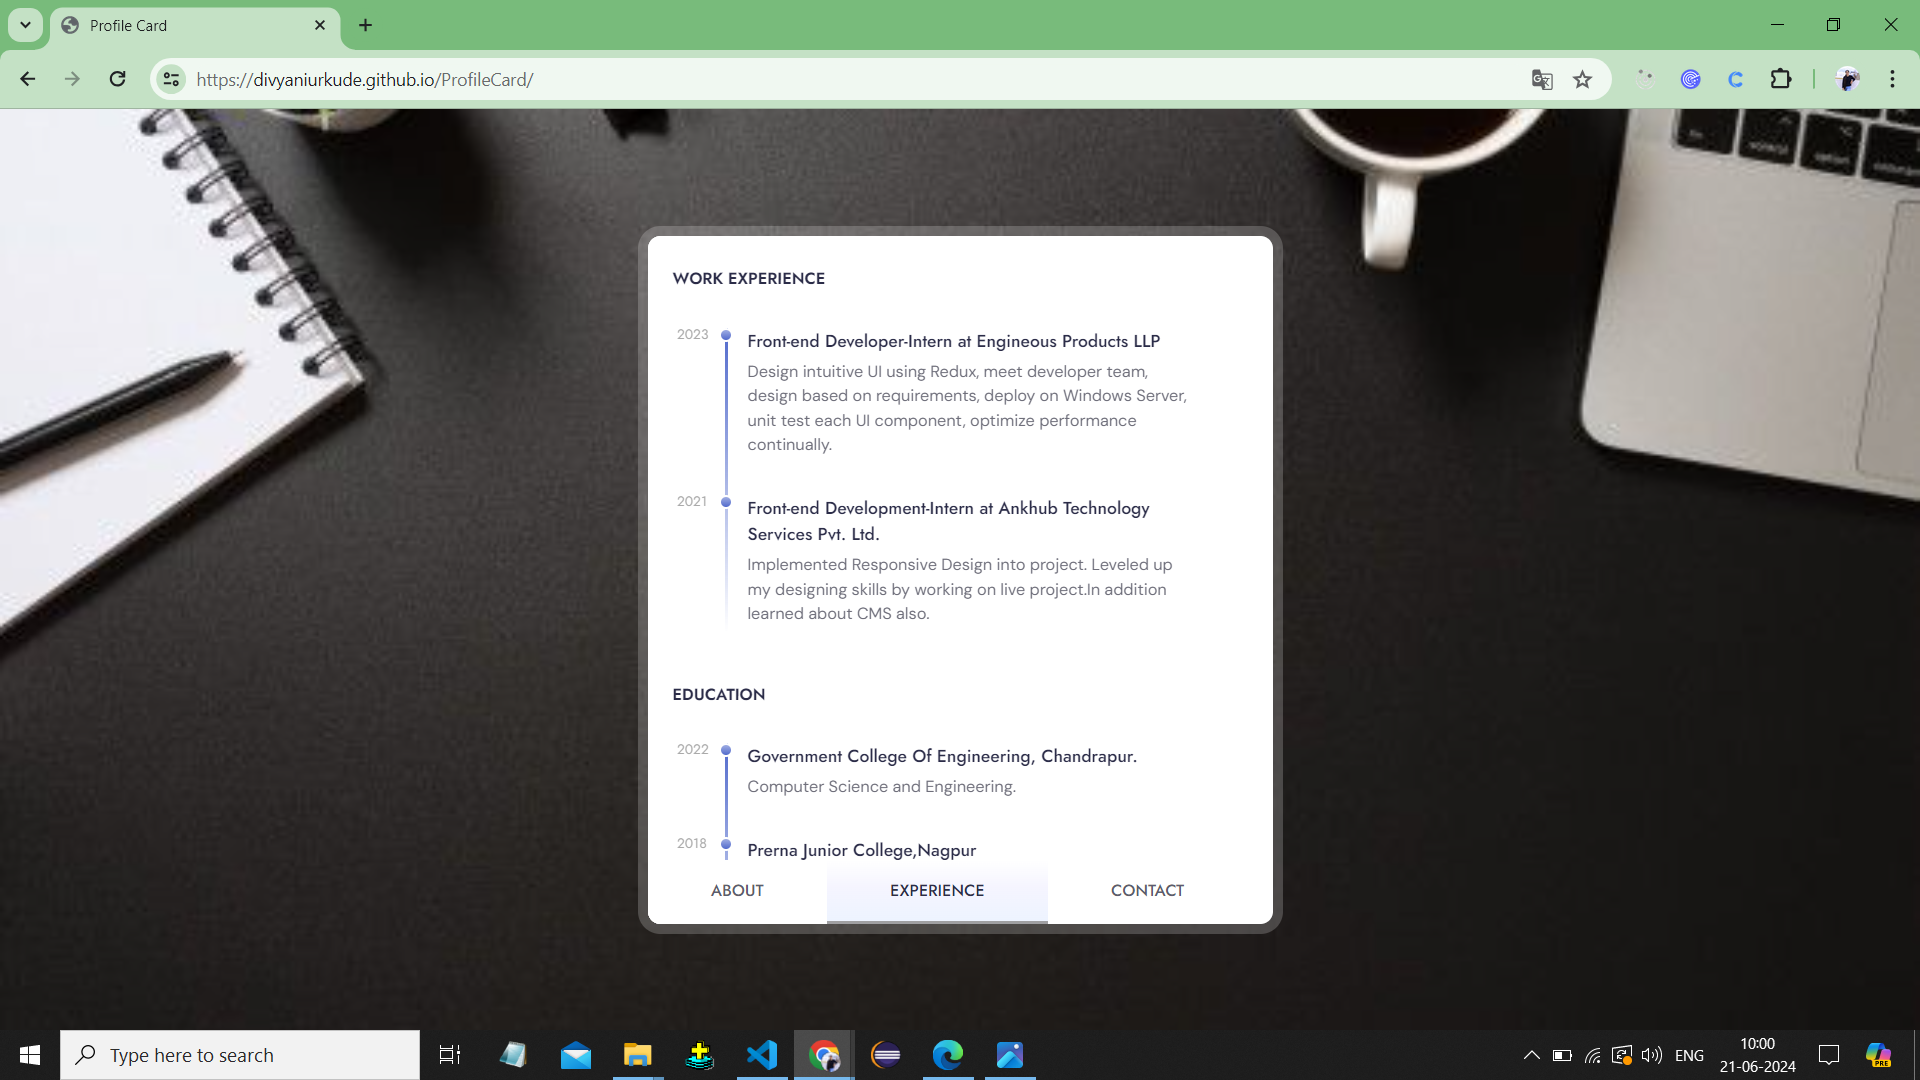 Profile Card
https://divyaniurkude.github.io/ProfileCard/
WORK EXPERIENCE
2023
Front-end Developer-Intern at Engineous Products LLP
Design intuitive UI using Redux, meet developer team,
design based on requirements, deploy on Windows Server,
unit test each UI component, optimize performance
continually.
2021
Front-end Development-Intern at Ankhub Technology
Services Pvt. Ltd.
Implemented Responsive Design into project. Leveled up
my designing skills by working on live project.In addition
learned about CMS also.
EDUCATION
2022
Government College Of Engineering, Chandrapur.
Computer Science and Engineering.
2018
Prerna Junior College,Nagpur
ABOUT
EXPERIENCE
CONTACT
Type here to search
ENG
10:00
21-06-2024
PRE